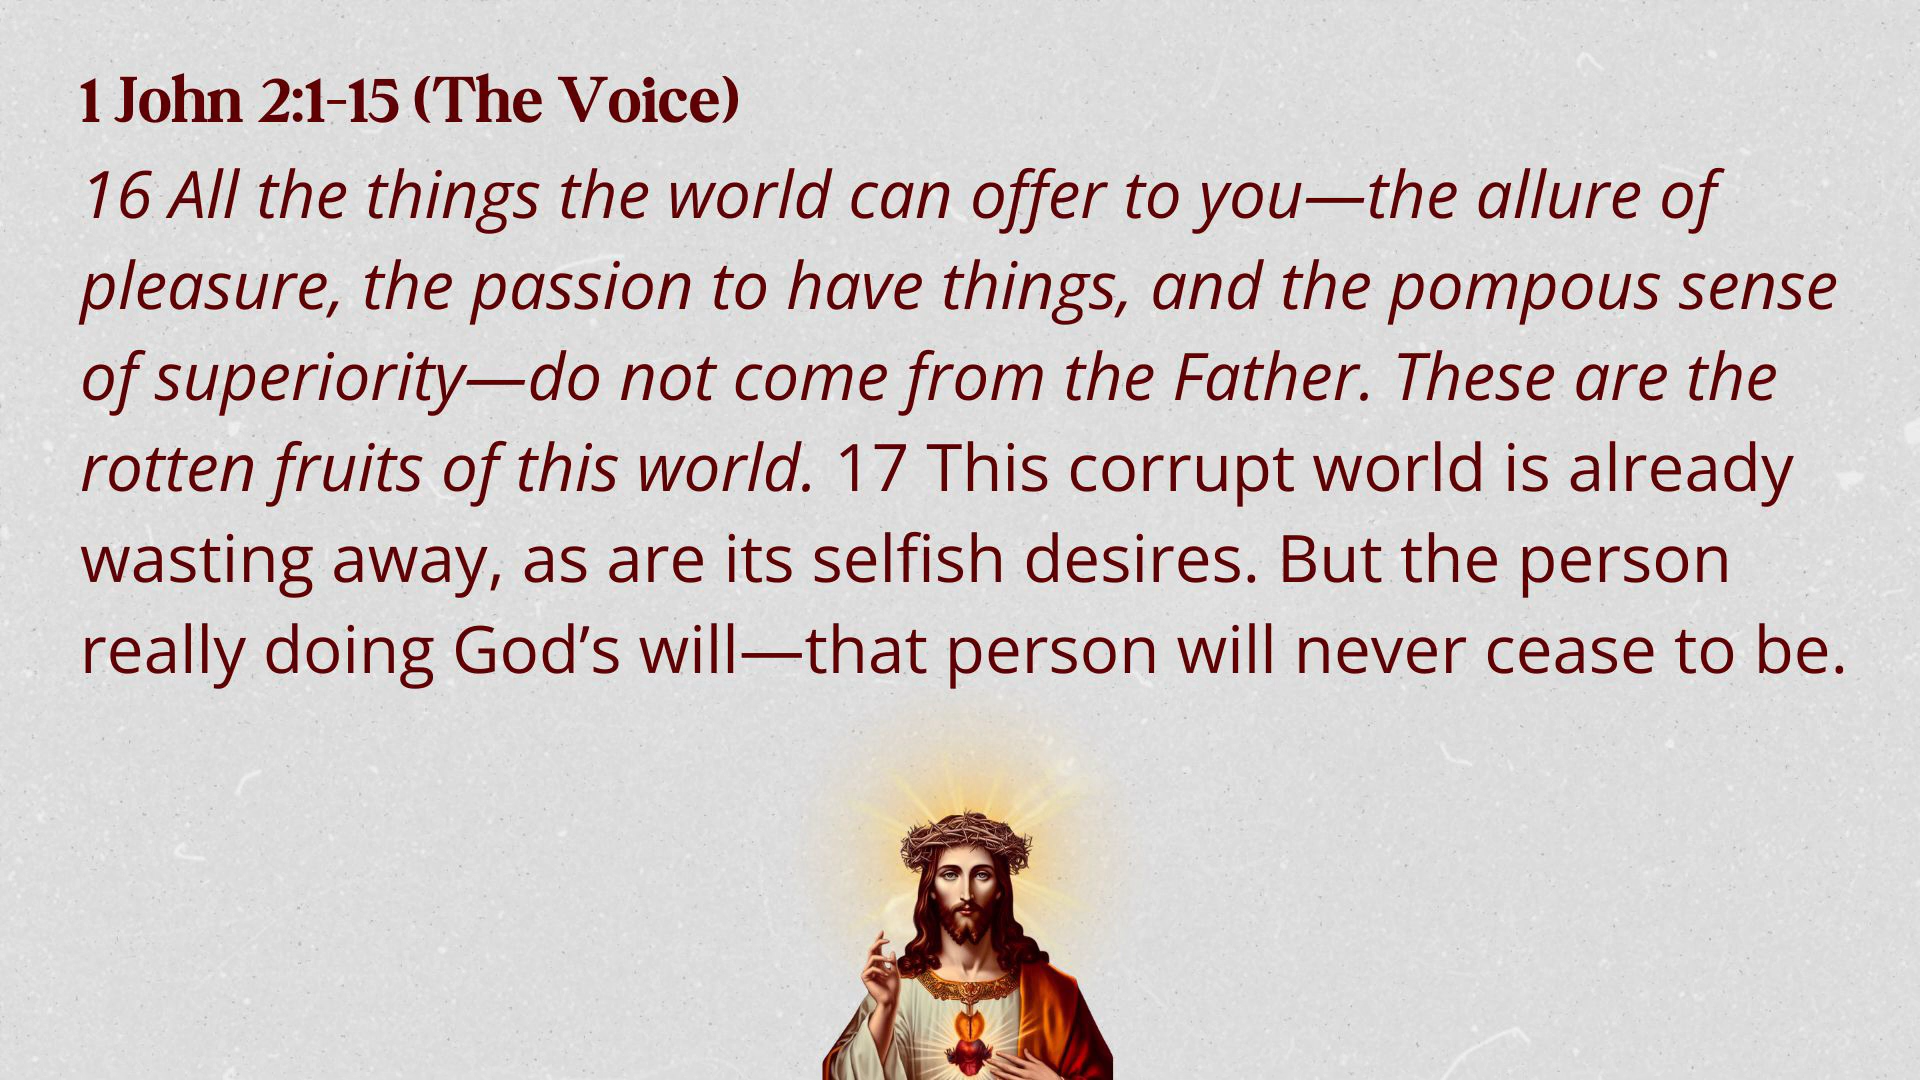 1 John 2:1-15 (The Voice)
16 All the things the world can offer to you—the allure of
pleasure, the passion to have things, and the pompous sense
of superiority—do not come from the Father. These are the
rotten fruits of this world. 17 This corrupt world is already
wasting away, as are its selfish desires. But the person
really doing God’s will—that person will never cease to be.